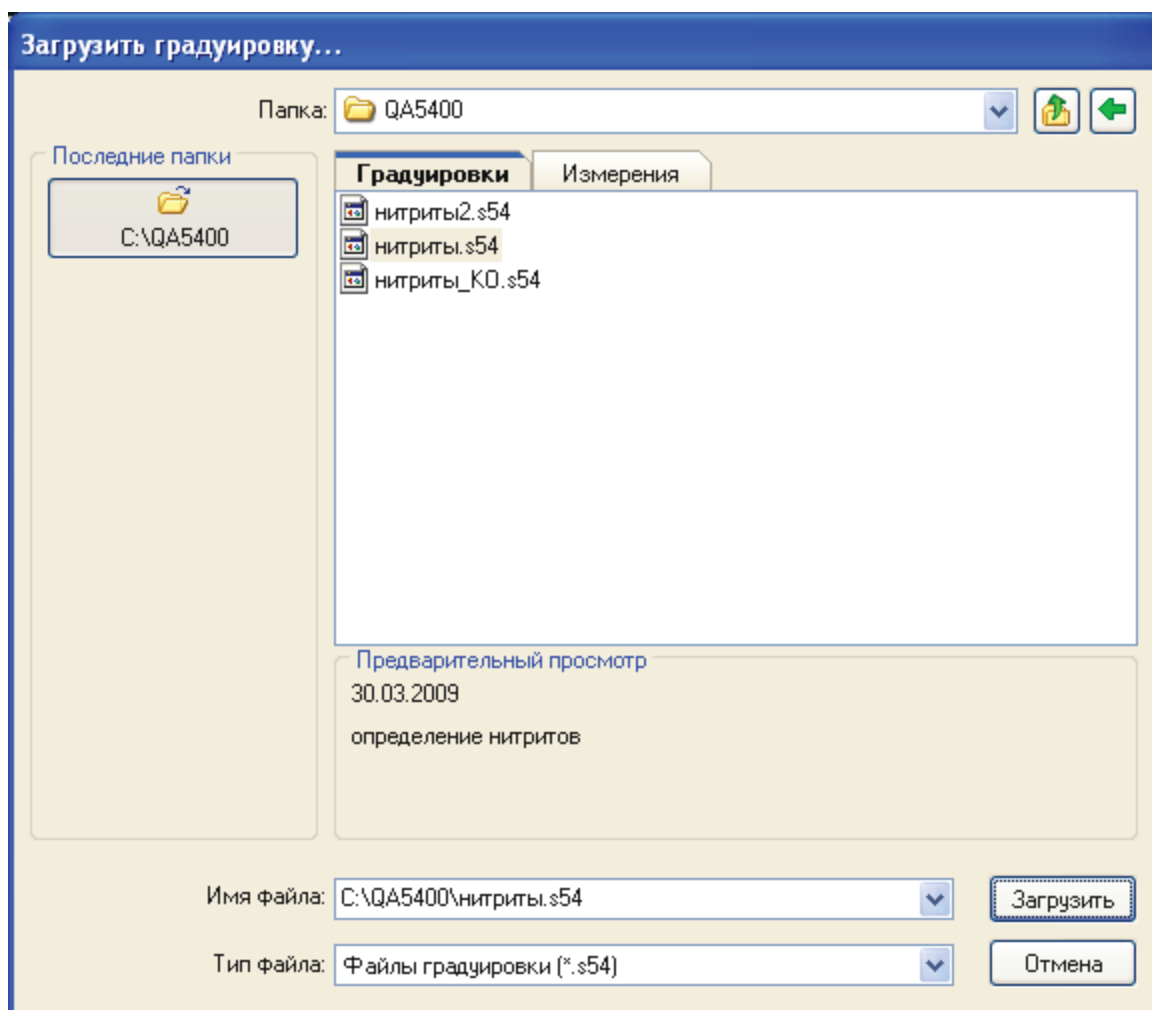 Загрузить градуировку...
Папка: QA5400
Последние папки
C:\QA5400
Градуировки Измерения
нитриты2.s54
нитриты.s54
нитриты_КО.s54
Предварительный просмотр
30.03.2009
определение нитритов
Имя файла: C:\QA5400\нитриты.s54 Загрузить
Тип файла: Файлы градуировки (*.s54) Отмена